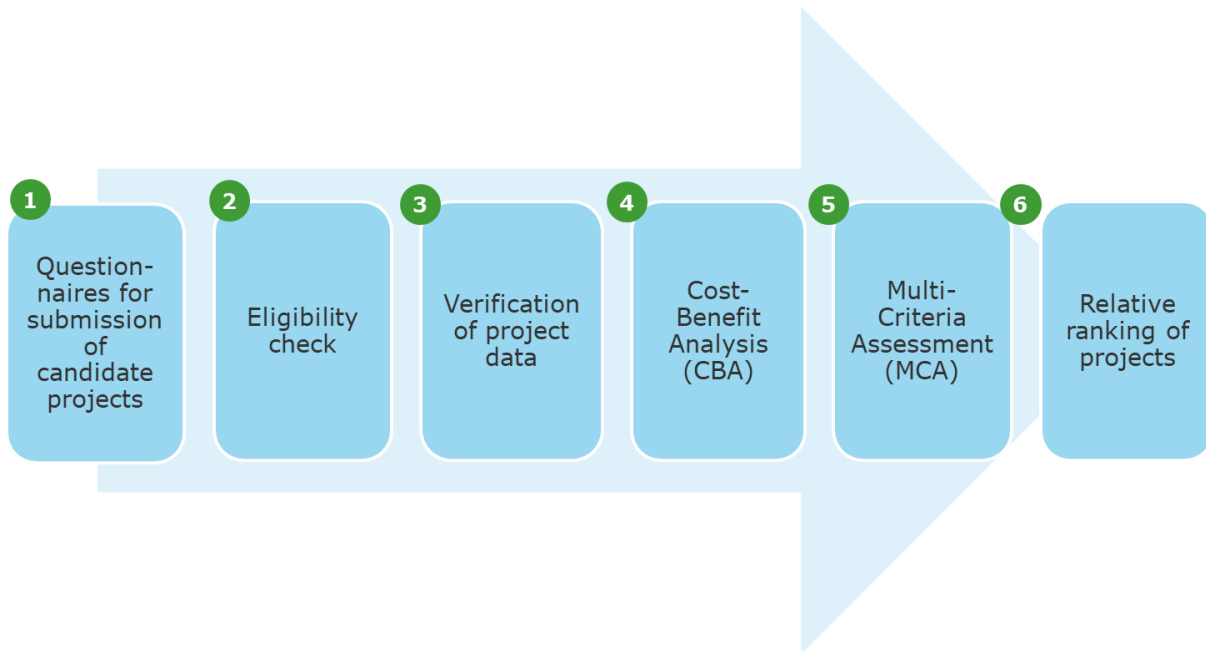 1
Question-
naires for
submission
of
candidate
projects
2
Eligibility
check
3
Verification
of project
data
4
Cost-
Benefit
Analysis
(CBA)
5
Multi-
Criteria
Assessment
(MCA)
6
Relative
ranking of
projects